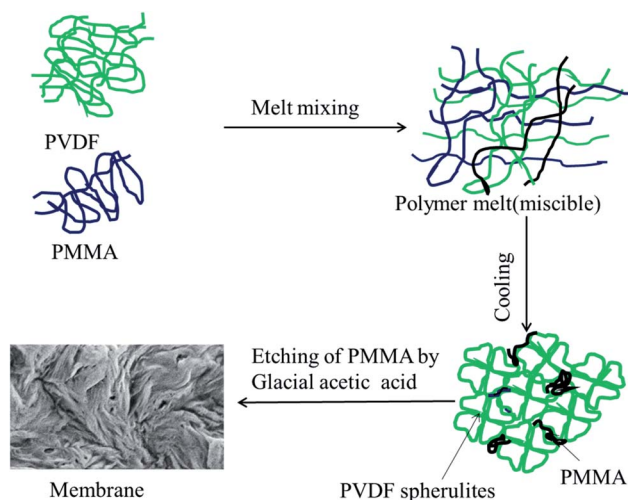 PVDF
Melt mixing
PMMA
Polymer melt(miscible)
Cooling
Etching of PMMA by
Glacial acetic acid
Membrane
PVDF spherulites
PMMA